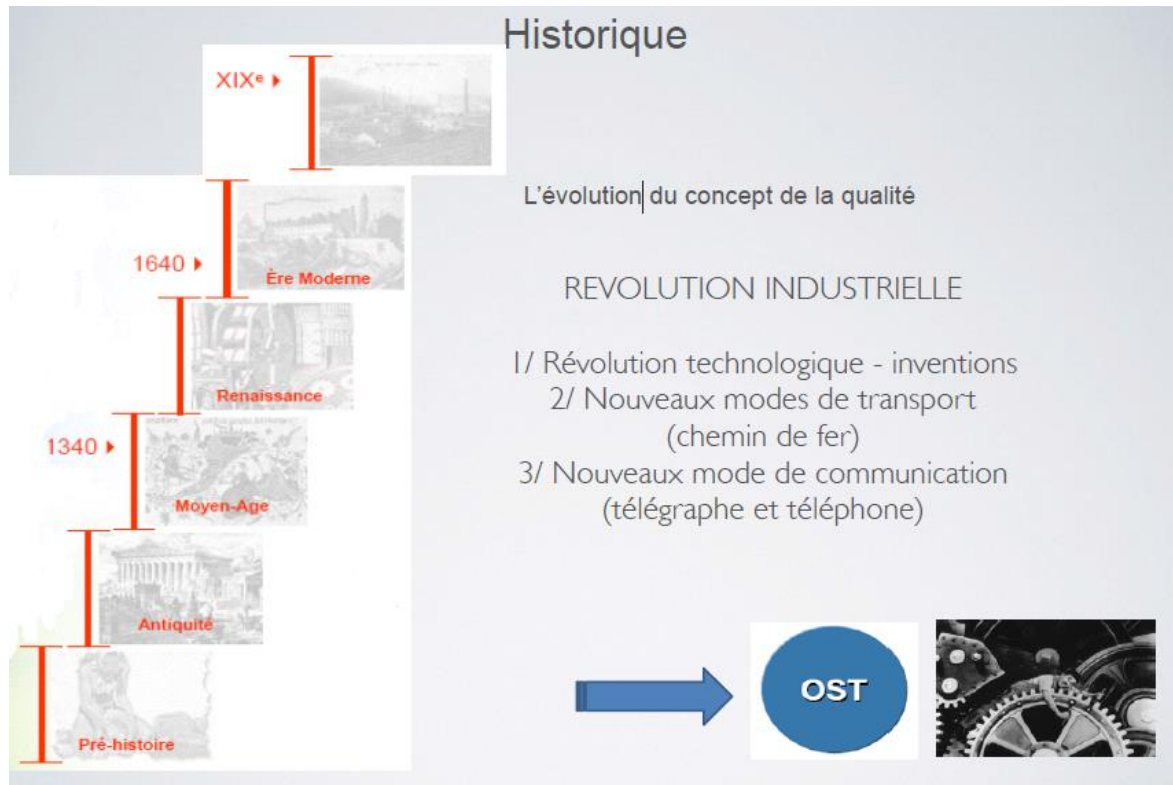 Historique
XIXe
L'évolution du concept de la qualité
1640
Ère Moderne
REVOLUTION INDUSTRIELLE
1/ Révolution technologique - inventions
2/ Nouveaux modes de transport
(chemin de fer)
3/ Nouveaux mode de communication
(télégraphe et téléphone)
Renaissance
1340
Moyen-Age
Antiquité
Pré-histoire
OST